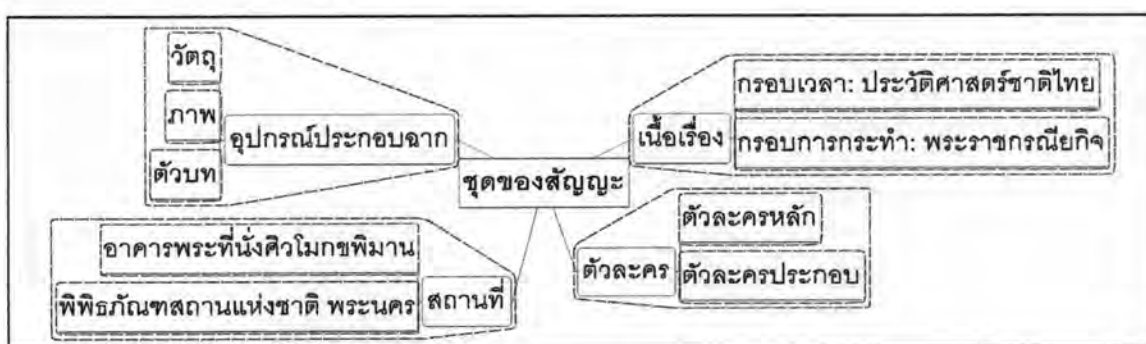 วัตถุ
ภาพ
ตัวบท
อุปกรณ์ประกอบฉาก
ชุดของสัญญะ
เนื้อเรื่อง
กรอบเวลา: ประวัติศาสตร์ชาติไทย
กรอบการกระทำ: พระราชกรณียกิจ
อาคารพระที่นั่งศิวโมกขพิมาน
พิพิธภัณฑสถานแห่งชาติ พระนคร
สถานที่
ตัวละคร
ตัวละครหลัก
ตัวละครประกอบ